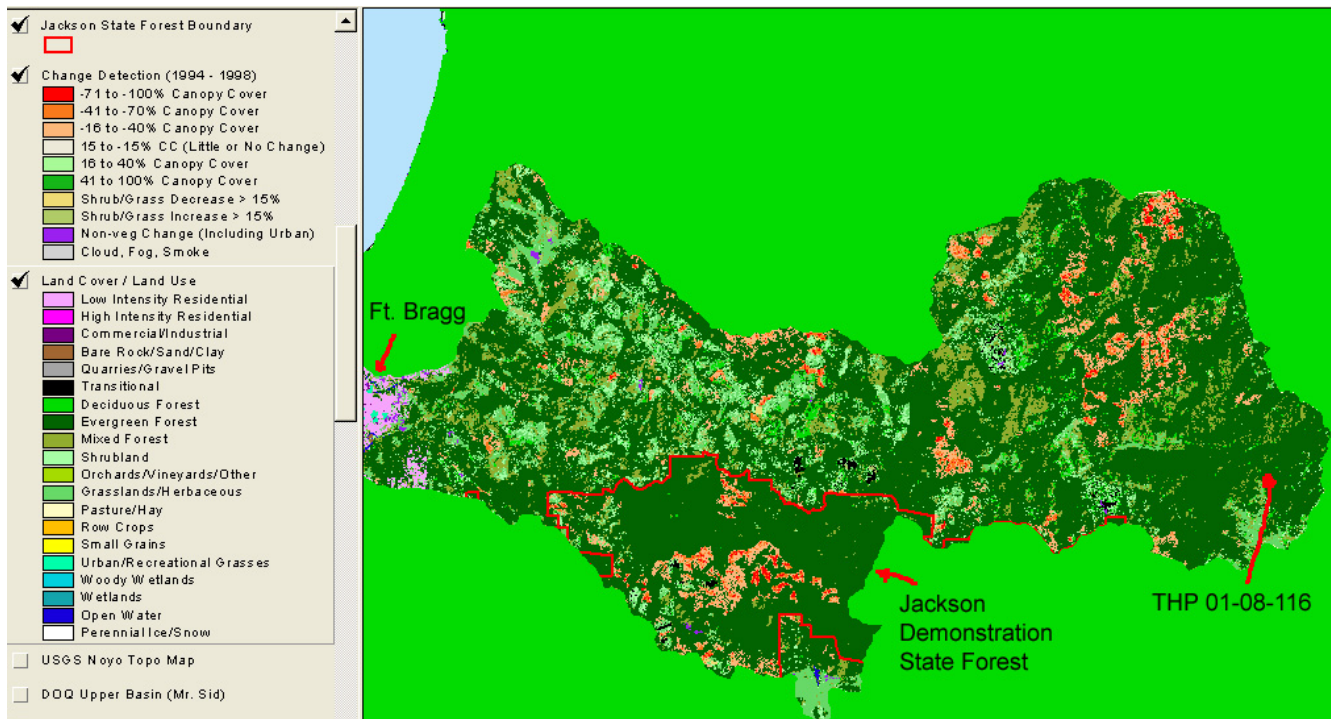 Jackson State Forest Boundary
Change Detection (1994 - 1998)
-71 to -100% Canopy Cover
-41 to -70% Canopy Cover
-16 to -40% Canopy Cover
15 to -15% CC (Little or No Change)
16 to 40% Canopy Cover
41 to 100% Canopy Cover
Shrub/Grass Decrease > 15%
Shrub/Grass Increase > 15%
Non-veg Change (Including Urban)
Cloud, Fog, Smoke
Land Cover / Land Use
Low Intensity Residential
High Intensity Residential
Commercial/Industrial
Bare Rock/Sand/Clay
Quarries/Gravel Pits
Transitional
Deciduous Forest
Evergreen Forest
Mixed Forest
Shrubland
Orchards/Vineyards/Other
Grasslands/Herbaceous
Pasture/Hay
Row Crops
Small Grains
Urban/Recreational Grasses
Woody Wetlands
Wetlands
Open Water
Perennial Ice/Snow
USGS Noyo Topo Map
DOQ Upper Basin (Mr. Sid)
Ft. Bragg
Jackson
Demonstration
State Forest
THP 01-08-116